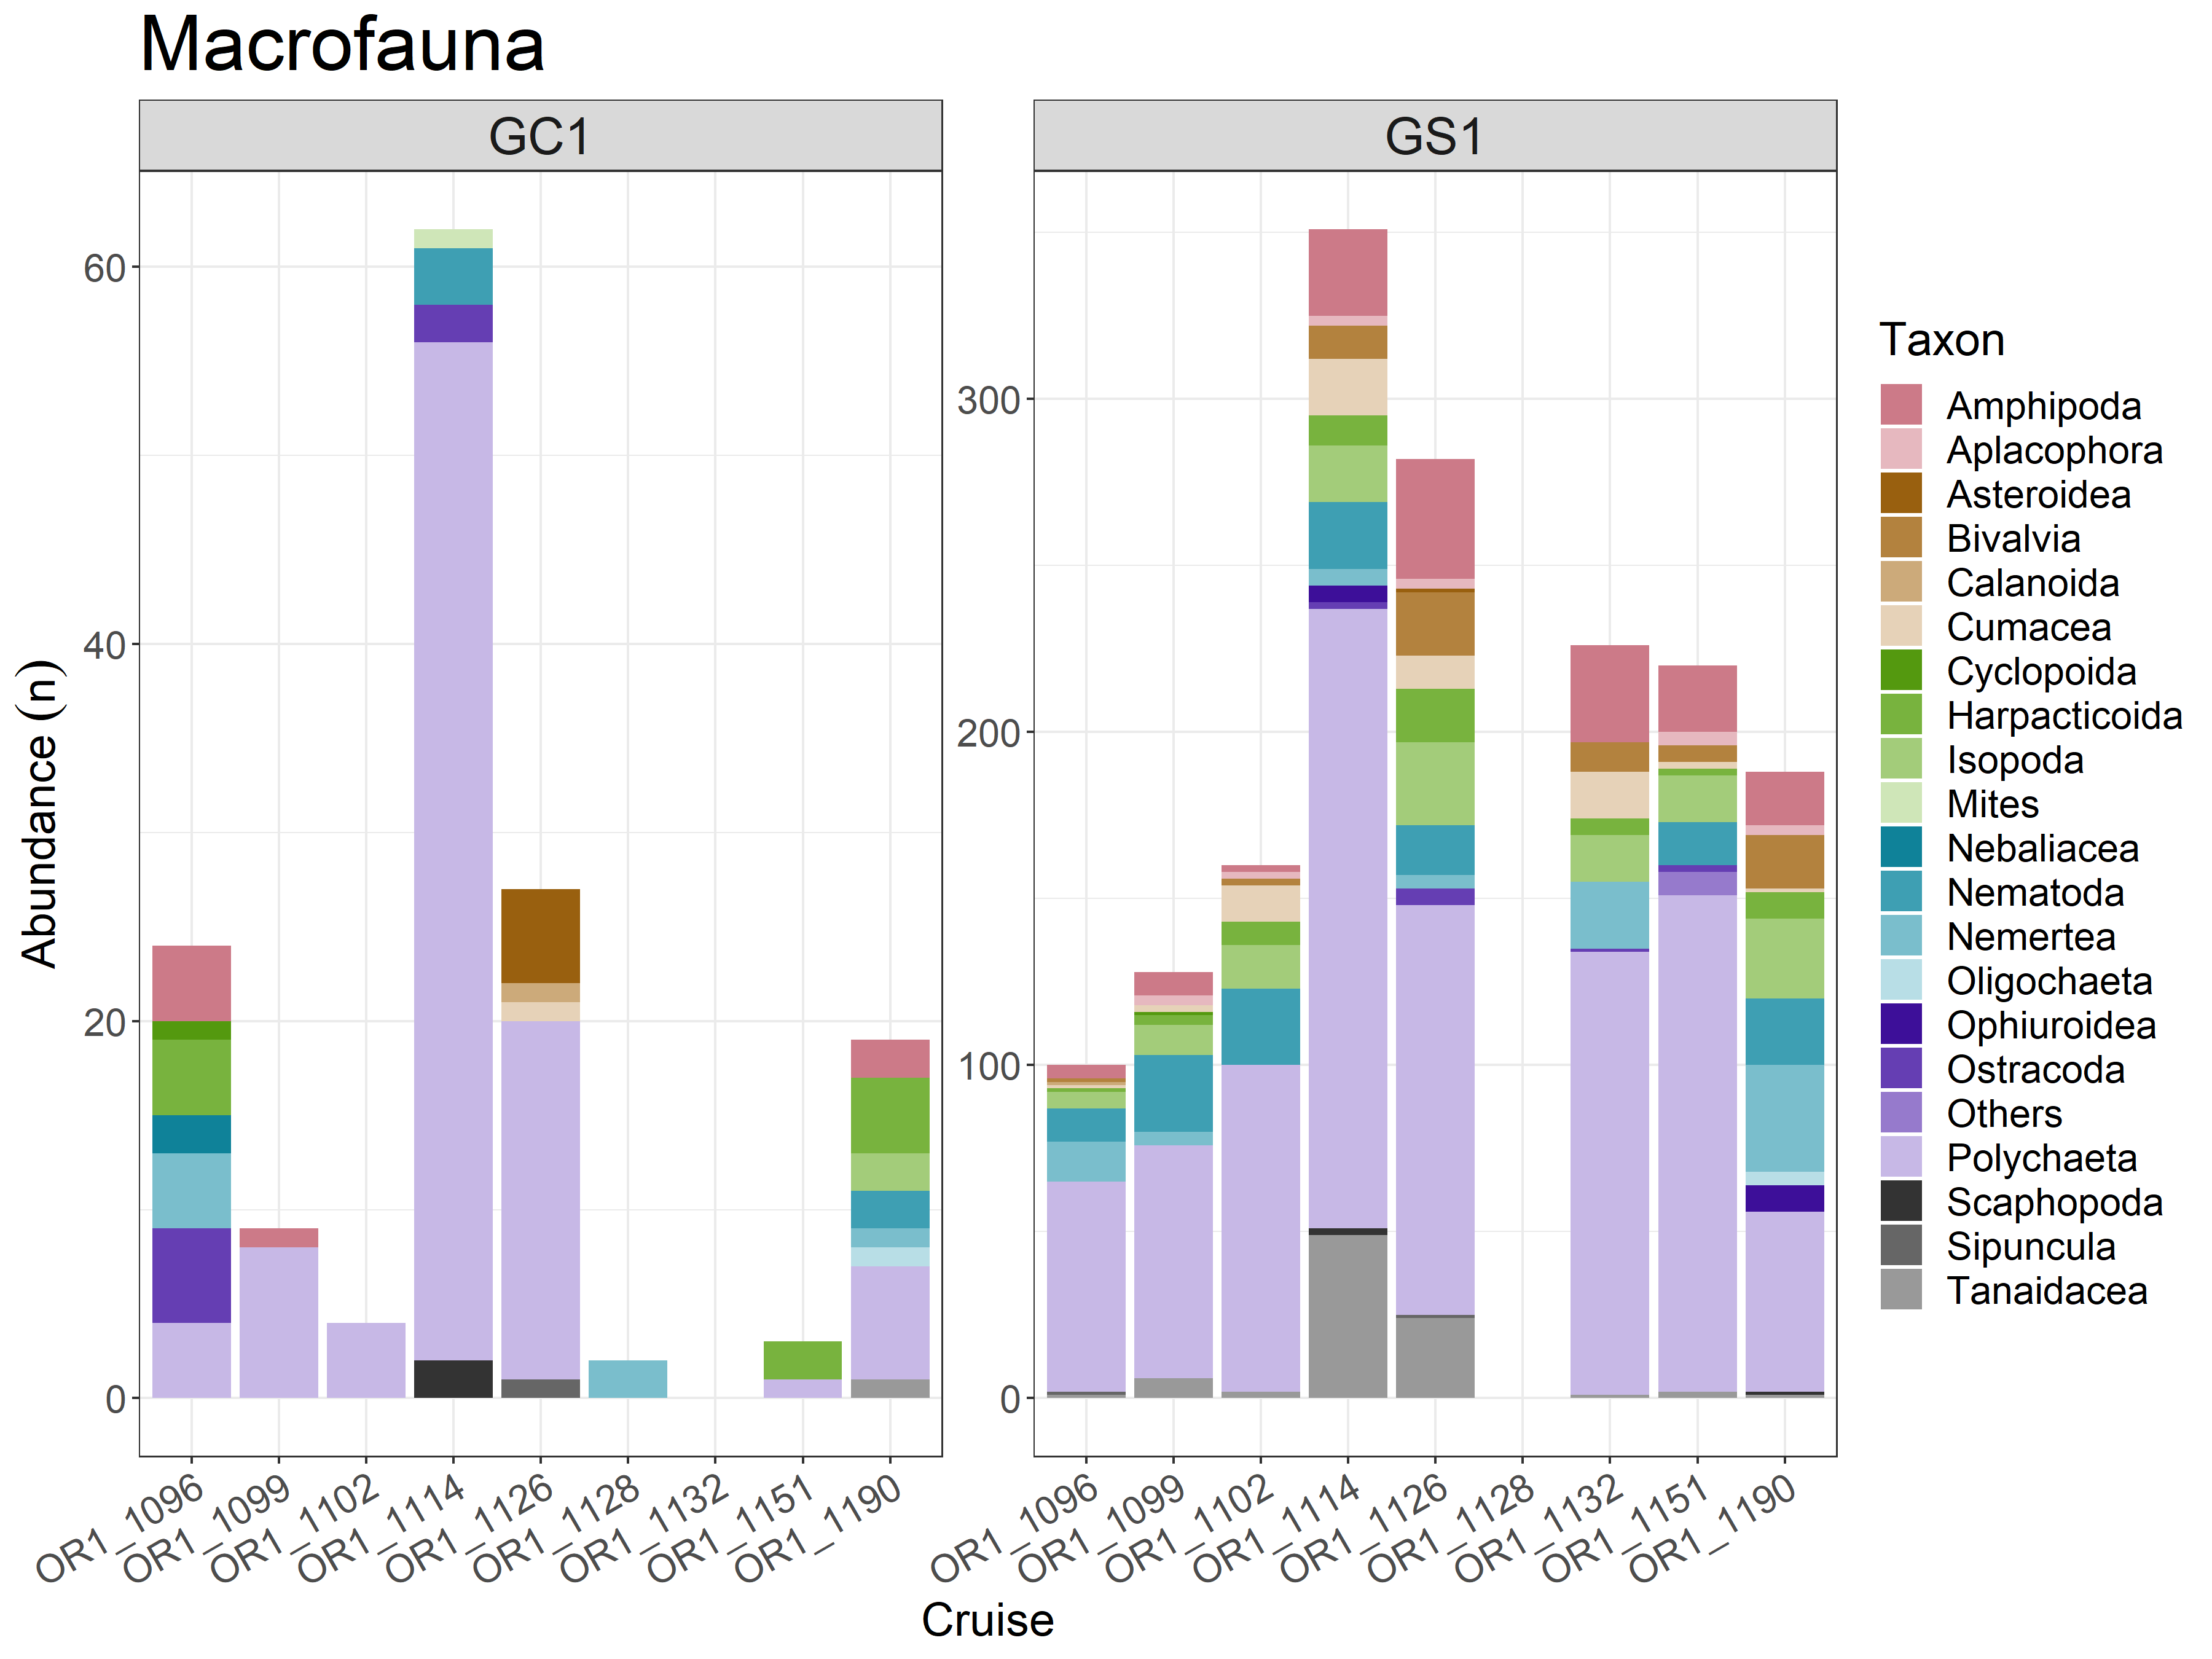 Macrofauna
GC1
GS1
Abundance (n)
60
40
20
0
300
200
100
0
OR1_1096
OR1_1099
OR1_1102
OR1_1114
OR1_1126
OR1_1128
OR1_1132
OR1_1151
OR1_1190
OR1_1096
OR1_1099
OR1_1102
OR1_1114
OR1_1126
OR1_1128
OR1_1132
OR1_1151
OR1_1190
Cruise
Taxon
Amphipoda
Aplacophora
Asteroidea
Bivalvia
Calanoida
Cumacea
Cyclopoida
Harpacticoida
Isopoda
Mites
Nebaliacea
Nematoda
Nemertea
Oligochaeta
Ophiuroidea
Ostracoda
Others
Polychaeta
Scaphopoda
Sipuncula
Tanaidacea